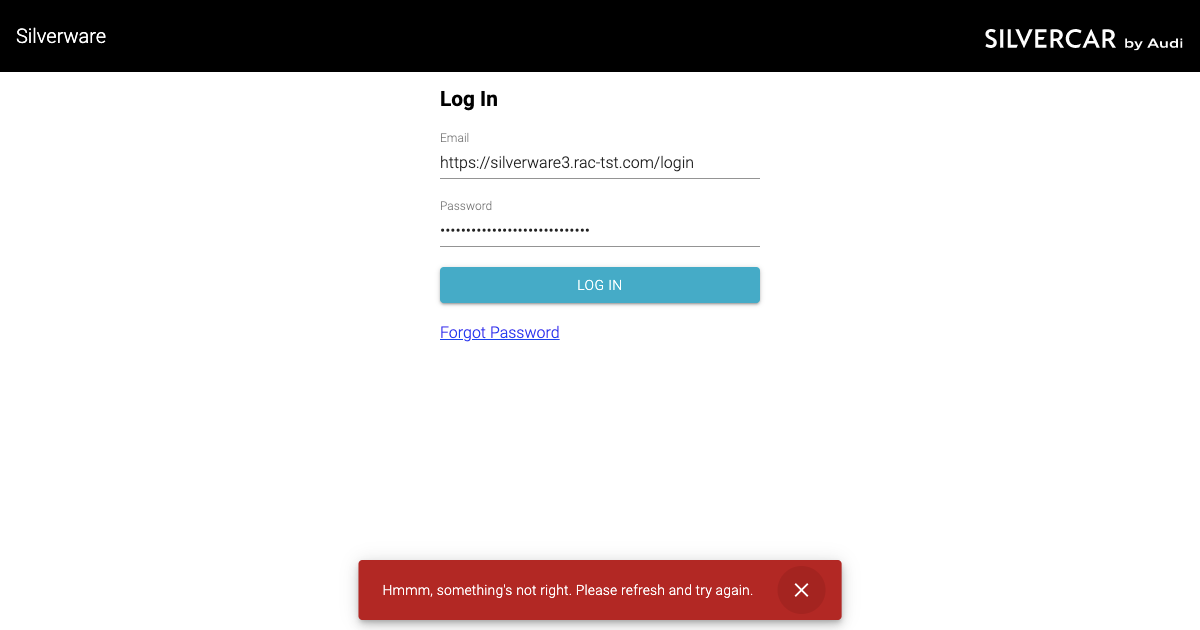 Silverware
SILVERCAR by Audi
Log In
Email
https://silverware3.rac-tst.com/login
Password
•••••••••••••••••••••••••••••
LOG IN
Forgot Password
Hmmm, something's not right. Please refresh and try again.